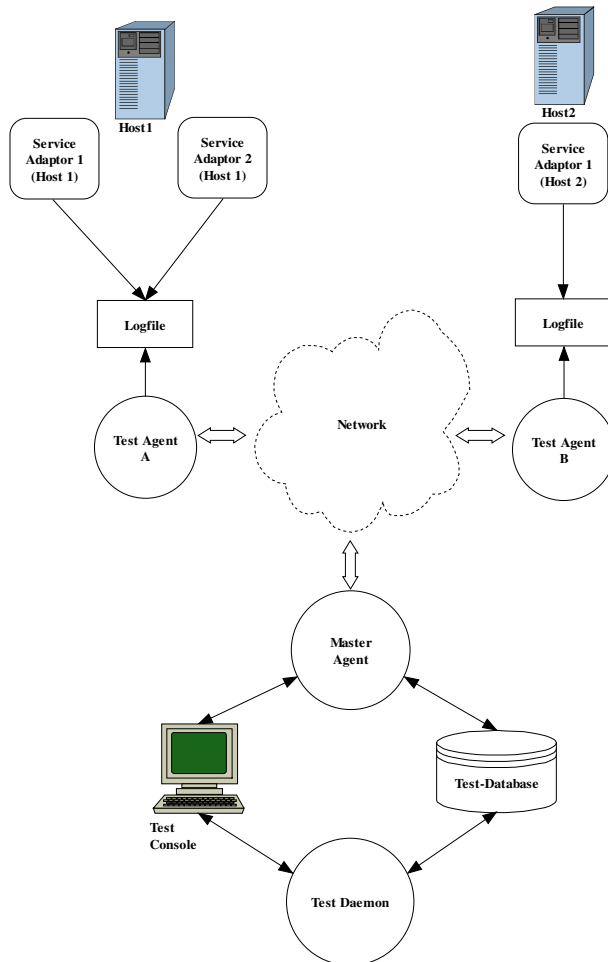 Host1
Host2
Service
Adaptor 1
(Host 1)
Service
Adaptor 2
(Host 1)
Service
Adaptor 1
(Host 2)
Logfile
Logfile
Test Agent
A
Network
Test Agent
B
Master
Agent
Test
Console
Test-Database
Test Daemon